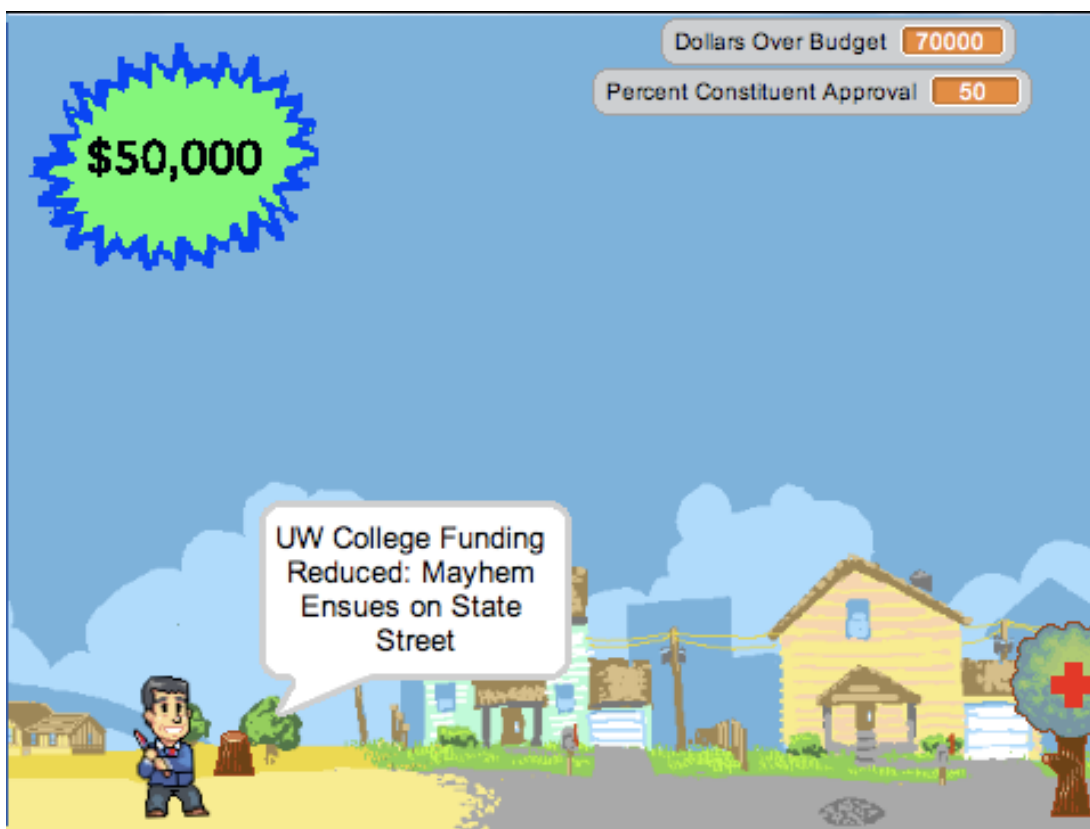 Dollars Over Budget 70000
Percent Constituent Approval 50
$50,000
UW College Funding
Reduced: Mayhem
Ensues on State
Street